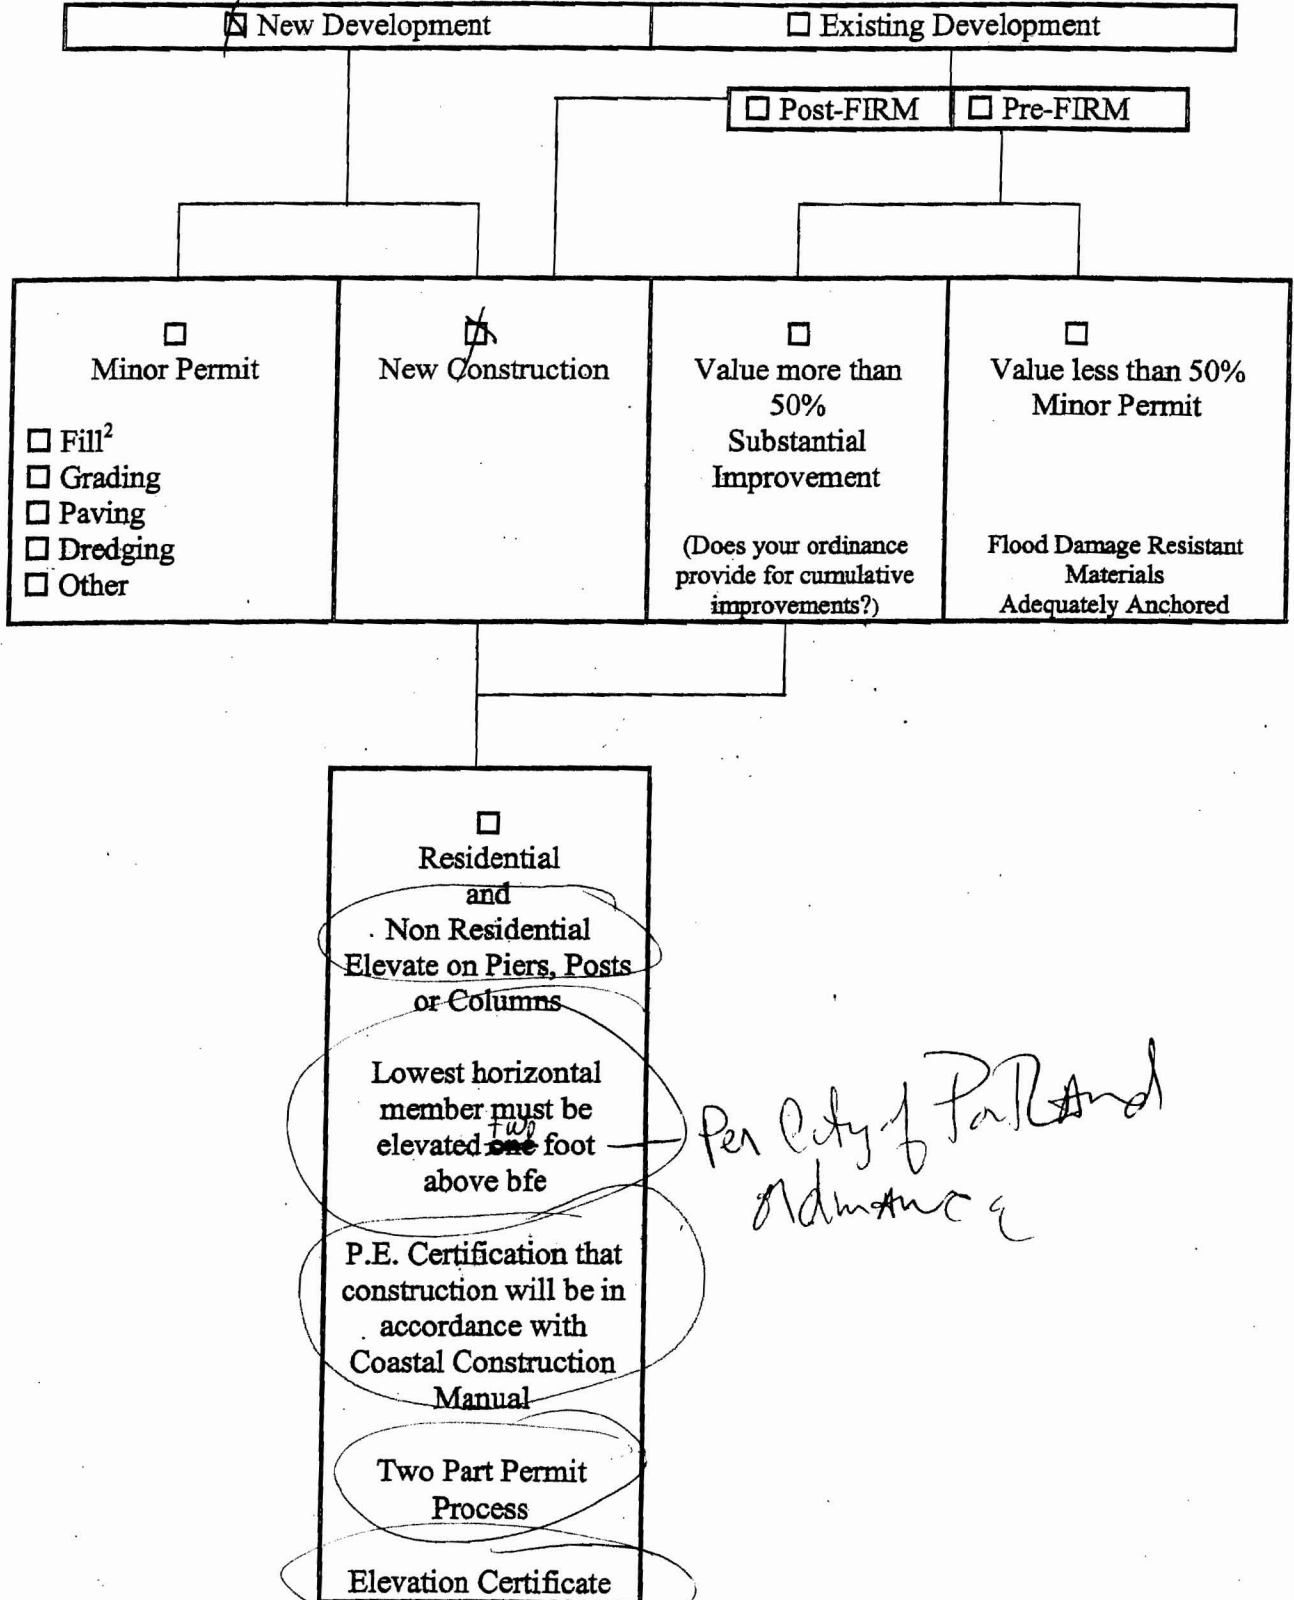 ☒ New Development
☐ Existing Development
☐ Post-FIRM
☐ Pre-FIRM
☐
Minor Permit
☐ Fill²
☐ Grading
☐ Paving
☐ Dredging
☐ Other
☒
New Construction
☐
Value more than
50%
Substantial
Improvement
(Does your ordinance
provide for cumulative
improvements?)
☐
Value less than 50%
Minor Permit
Flood Damage Resistant
Materials
Adequately Anchored
☐
Residential
and
Non Residential
Elevate on Piers, Posts
or Columns
Lowest horizontal
member must be
two
elevated one foot
above bfe
Per City of Portland
ordinance
P.E. Certification that
construction will be in
accordance with
Coastal Construction
Manual
Two Part Permit
Process
Elevation Certificate